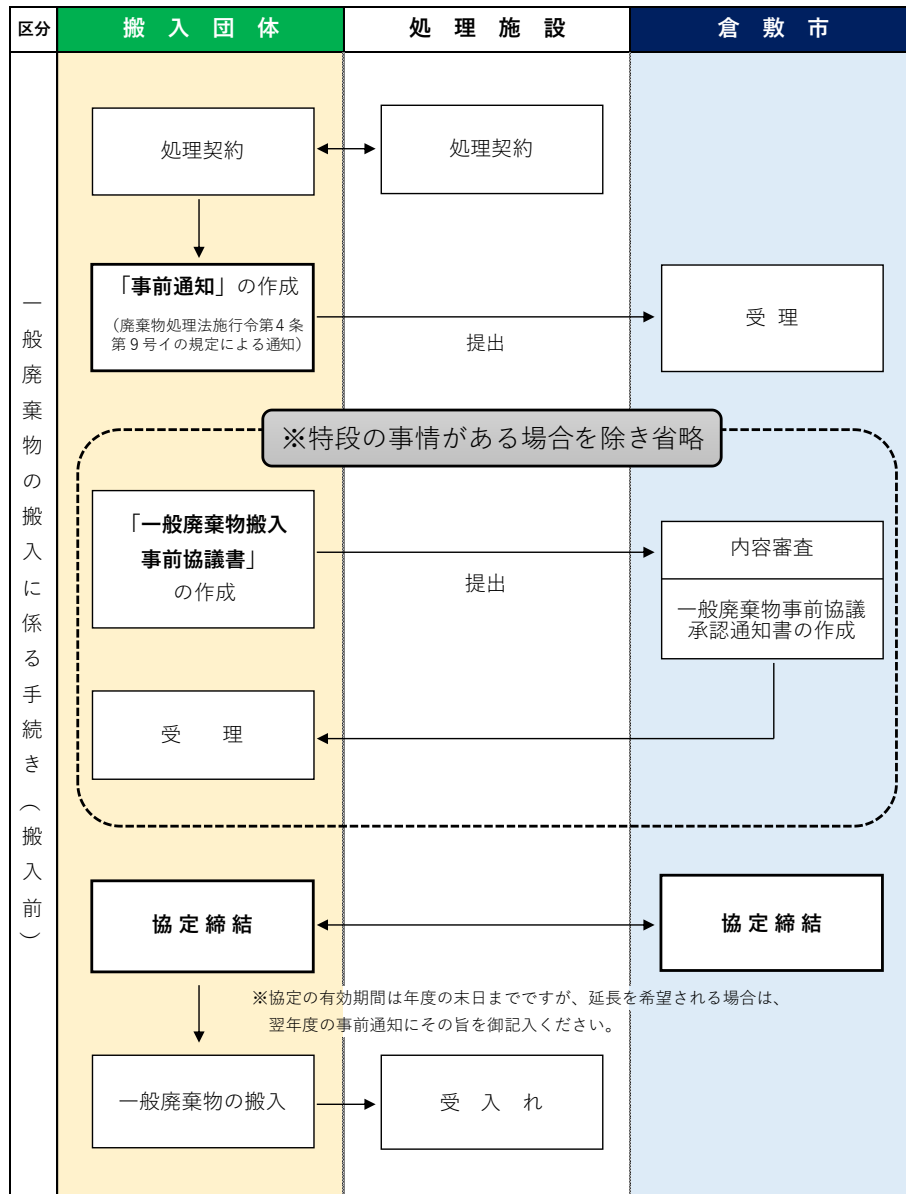 区分
搬入団体
処理施設
倉敷市
一般廃棄物の搬入に係る手続き（搬入前）
処理契約
処理契約
「事前通知」の作成
（廃棄物処理法施行令第4条
第9号イの規定による通知）
提出
受理
※特段の事情がある場合を除き省略
「一般廃棄物搬入
事前協議書」
の作成
提出
内容審査
一般廃棄物事前協議
承認通知書の作成
受理
協定締結
協定締結
※協定の有効期間は年度の末日までですが、延長を希望される場合は、
翌年度の事前通知にその旨を御記入ください。
一般廃棄物の搬入
受入れ